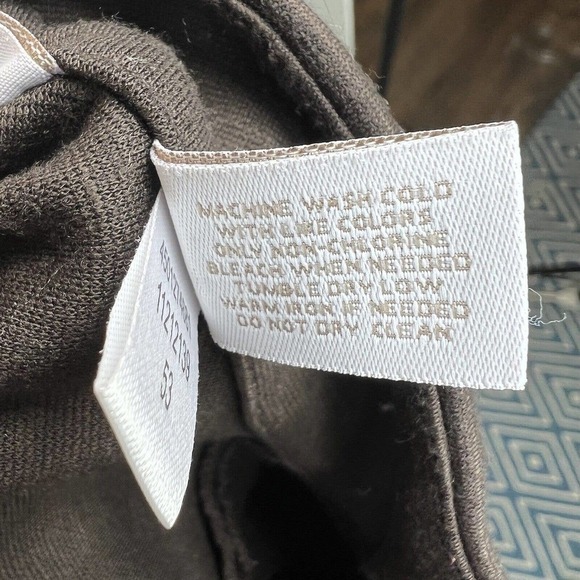 MACHINE WASH COLD
WITH LIKE COLORS
ONLY NON-CHLORINE
BLEACH WHEN NEEDED
TUMBLE DRY LOW
WARM IRON IF NEEDED
DO NOT DRY CLEAN
53